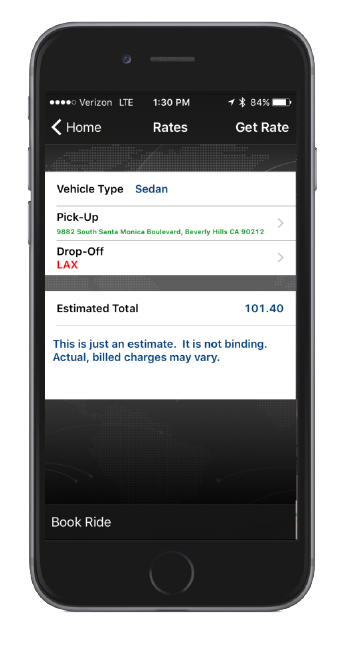 ●●●●○ Verizon LTE 1:30 PM 84%
Home Rates Get Rate
Vehicle Type Sedan
Pick-Up
9882 South Santa Monica Boulevard, Beverly Hills CA 90212
Drop-Off
LAX
Estimated Total 101.40
This is just an estimate. It is not binding.
Actual, billed charges may vary.
Book Ride